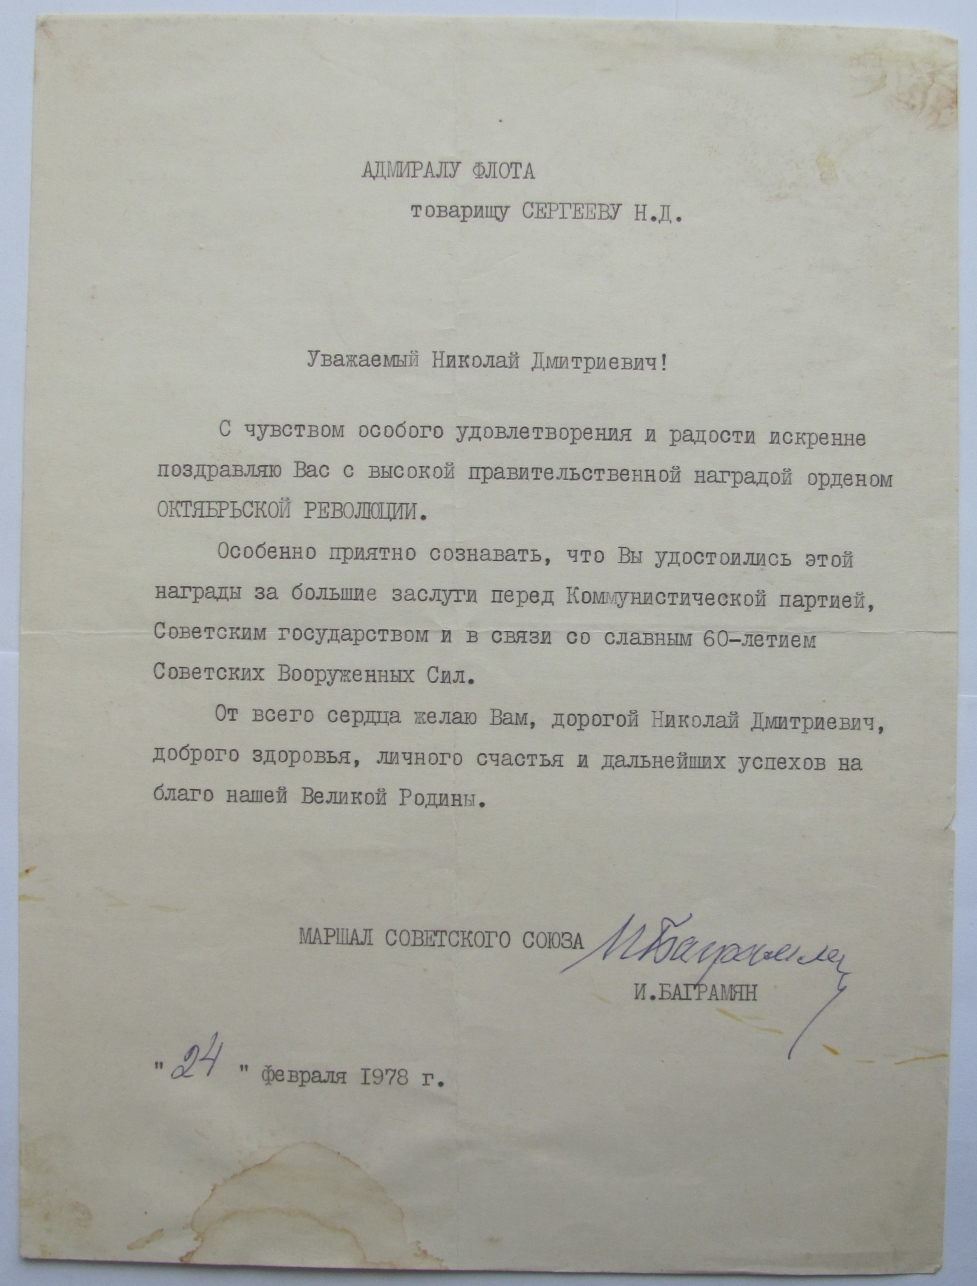 АДМИРАЛУ ФЛОТА
товарищу СЕРГЕЕВУ Н.Д.
Уважаемый Николай Дмитриевич!
С чувством особого удовлетворения и радости искренне
поздравляю Вас с высокой правительственной наградой орденом
ОКТЯБРЬСКОЙ РЕВОЛЮЦИИ.
Особенно приятно сознавать, что Вы удостоились этой
награды за большие заслуги перед Коммунистической партией,
Советским государством и в связи со славным 60-летием
Советских Вооруженных Сил.
От всего сердца желаю Вам, дорогой Николай Дмитриевич,
доброго здоровья, личного счастья и дальнейших успехов на
благо нашей Великой Родины.
МАРШАЛ СОВЕТСКОГО СОЮЗА И Баграмян
И.БАГРАМЯН
"24" февраля 1978 г.